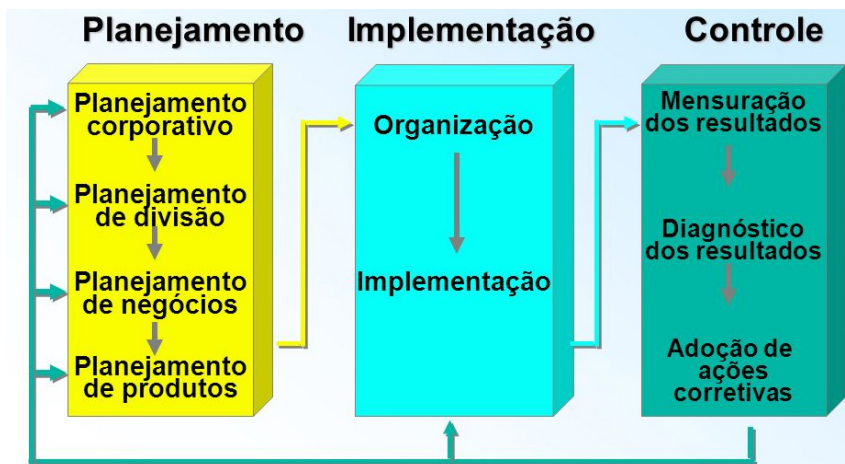 Planejamento
Implementação
Controle
Planejamento
corporativo
Planejamento
de divisão
Planejamento
de negócios
Planejamento
de produtos
Organização
Implementação
Mensuração
dos resultados
Diagnóstico
dos resultados
Adoção de
ações
corretivas